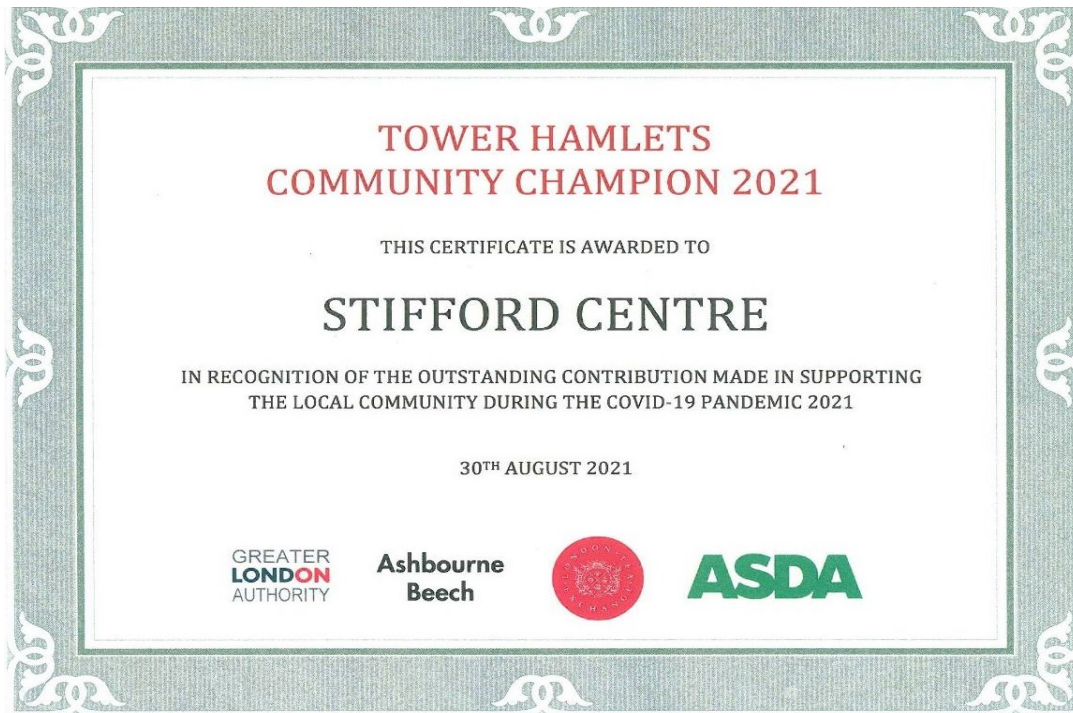 TOWER HAMLETS
COMMUNITY CHAMPION 2021
THIS CERTIFICATE IS AWARDED TO
STIFFORD CENTRE
IN RECOGNITION OF THE OUTSTANDING CONTRIBUTION MADE IN SUPPORTING
THE LOCAL COMMUNITY DURING THE COVID-19 PANDEMIC 2021
30TH AUGUST 2021
GREATER
LONDON
AUTHORITY
Ashbourne
Beech
ASDA